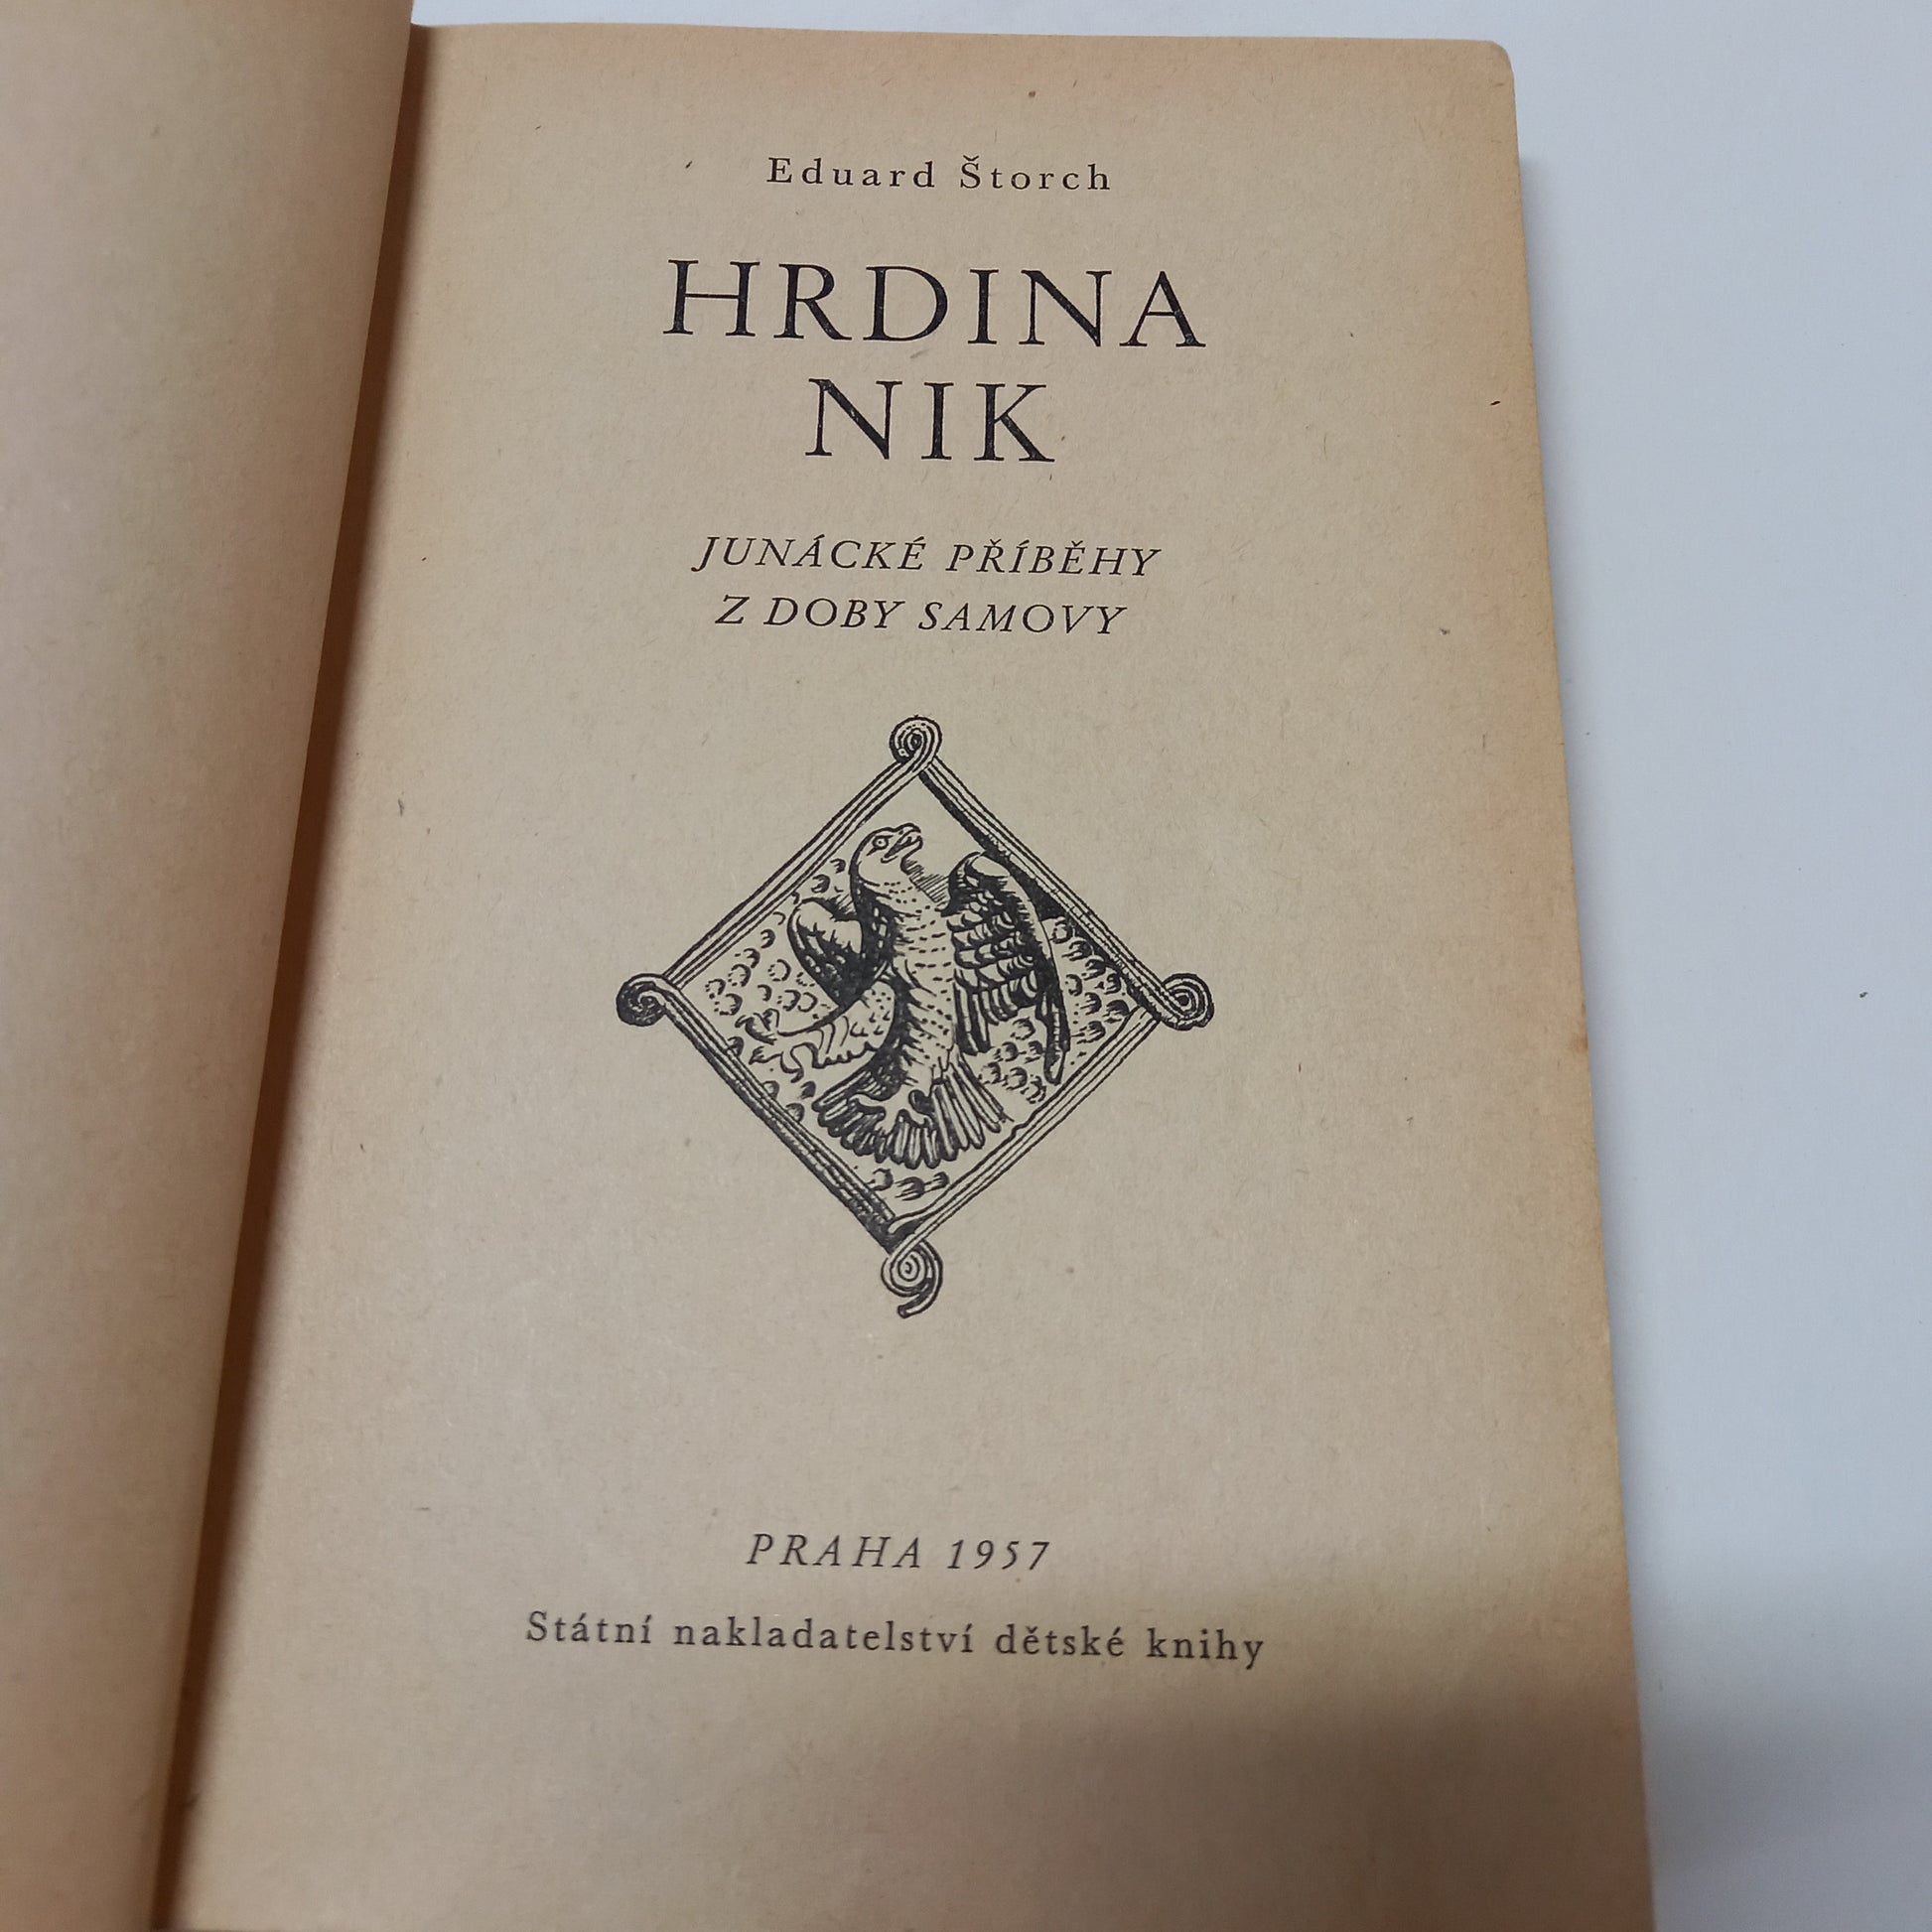 Eduard Štorch
HRDINA
NIK
JUNÁCKÉ PŘÍBĚHY
Z DOBY SAMOVY
PRAHA 1957
Státní nakladatelství dětské knihy